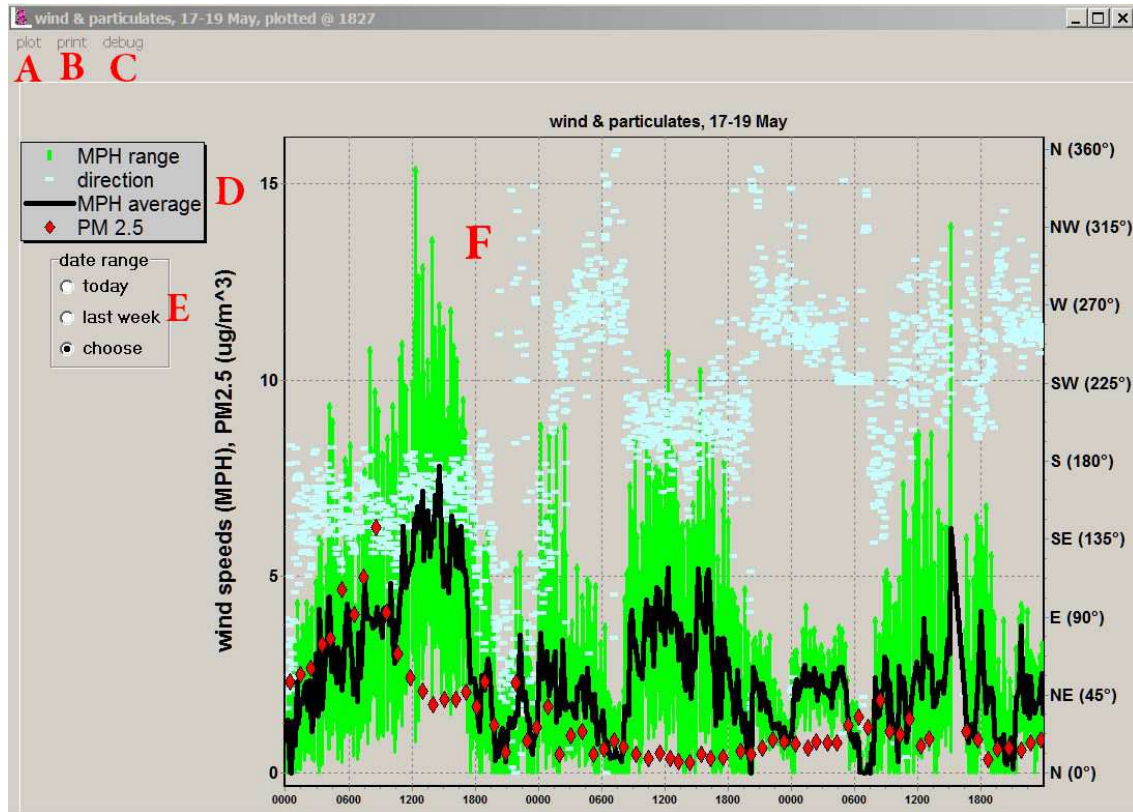 wind & particulates, 17-19 May, plotted @ 1827
plot print debug
A B C
wind & particulates, 17-19 May
MPH range
direction
MPH average
PM 2.5
D
date range
today
last week
choose
E
F
wind speeds (MPH), PM2.5 (ug/m^3)
15
10
5
0
N (360°)
NW (315°)
W (270°)
SW (225°)
S (180°)
SE (135°)
E (90°)
NE (45°)
N (0°)
0000 0600 1200 1800 0000 0600 1200 1800 0000 0600 1200 1800